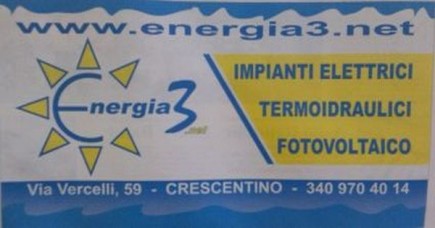 www.energia3.net
Energia3
.net
IMPIANTI ELETTRICI
TERMOIDRAULICI
FOTOVOLTAICO
Via Vercelli, 59 - CRESCENTINO - 340 970 40 14